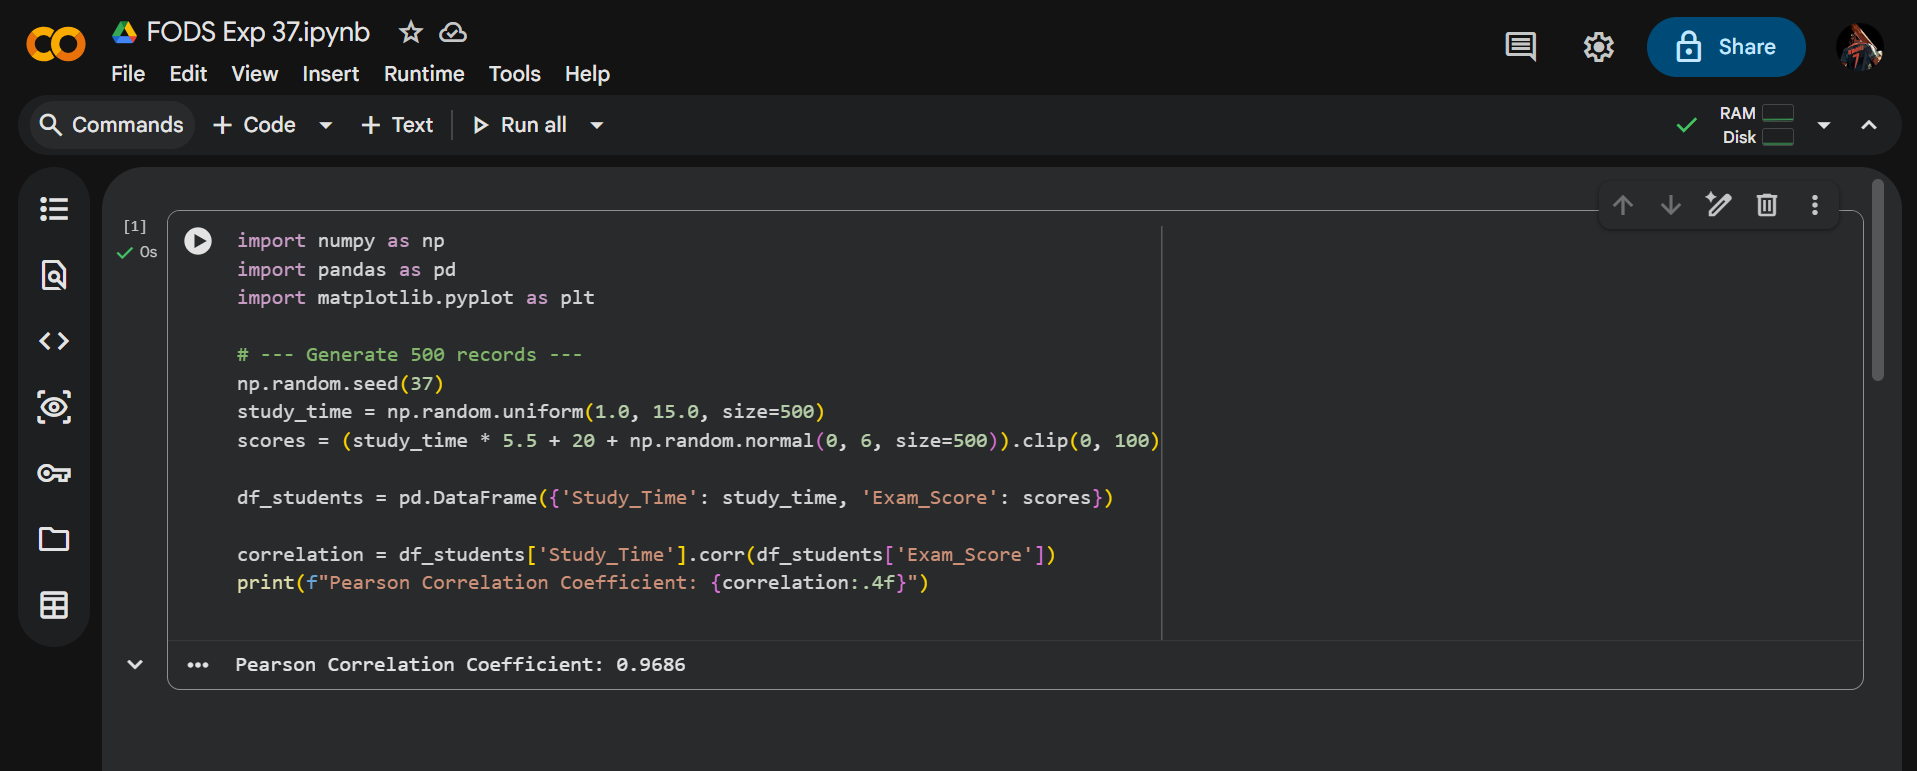 FODS Exp 37.ipynb
File Edit View Insert Runtime Tools Help
Share
Commands + Code + Text Run all
RAM
Disk
[1]
0s
import numpy as np
import pandas as pd
import matplotlib.pyplot as plt
# --- Generate 500 records ---
np.random.seed(37)
study_time = np.random.uniform(1.0, 15.0, size=500)
scores = (study_time * 5.5 + 20 + np.random.normal(0, 6, size=500)).clip(0, 100)
df_students = pd.DataFrame({'Study_Time': study_time, 'Exam_Score': scores})
correlation = df_students['Study_Time'].corr(df_students['Exam_Score'])
print(f"Pearson Correlation Coefficient: {correlation:.4f}")
Pearson Correlation Coefficient: 0.9686